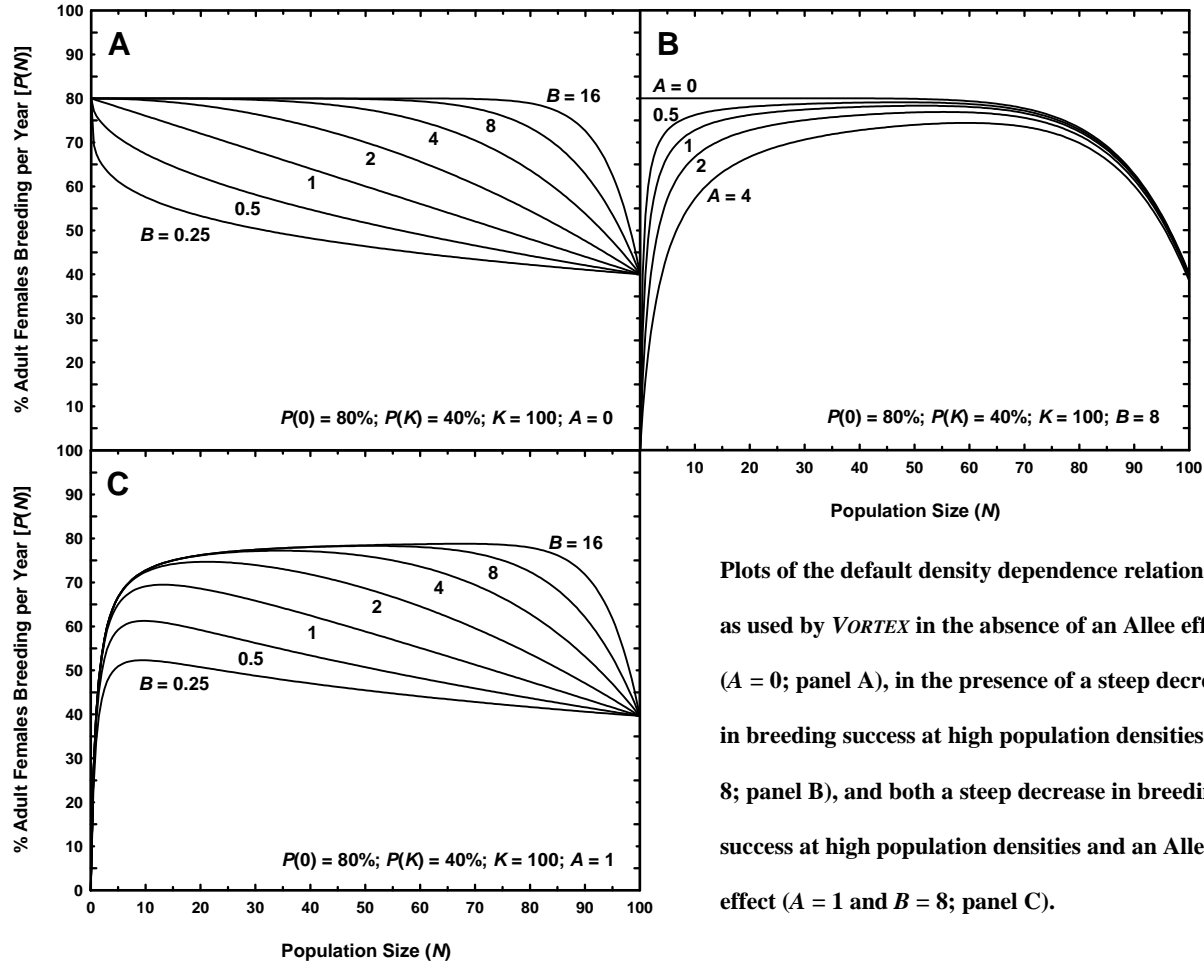 A
% Adult Females Breeding per Year [P(N)]
100
90
80
70
60
50
40
30
20
10
B = 16
8
4
2
1
0.5
B = 0.25
P(0) = 80%; P(K) = 40%; K = 100; A = 0
B
A = 0
0.5
1
2
A = 4
P(0) = 80%; P(K) = 40%; K = 100; B = 8
10 20 30 40 50 60 70 80 90 100
Population Size (N)
C
% Adult Females Breeding per Year [P(N)]
100
90
80
70
60
50
40
30
20
10
0
B = 16
8
4
2
1
0.5
B = 0.25
P(0) = 80%; P(K) = 40%; K = 100; A = 1
0 10 20 30 40 50 60 70 80 90 100
Population Size (N)
Plots of the default density dependence relation
as used by VORTEX in the absence of an Allee eff
(A = 0; panel A), in the presence of a steep decre
in breeding success at high population densities
8; panel B), and both a steep decrease in breedi
success at high population densities and an Alle
effect (A = 1 and B = 8; panel C).